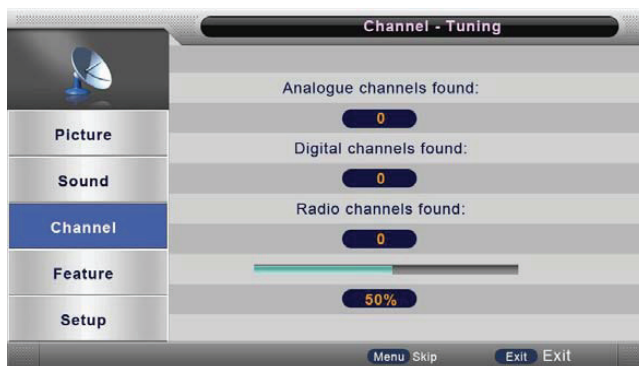 Channel - Tuning
Picture
Sound
Channel
Feature
Setup
Analogue channels found:
0
Digital channels found:
0
Radio channels found:
0
50%
Menu Skip
Exit Exit